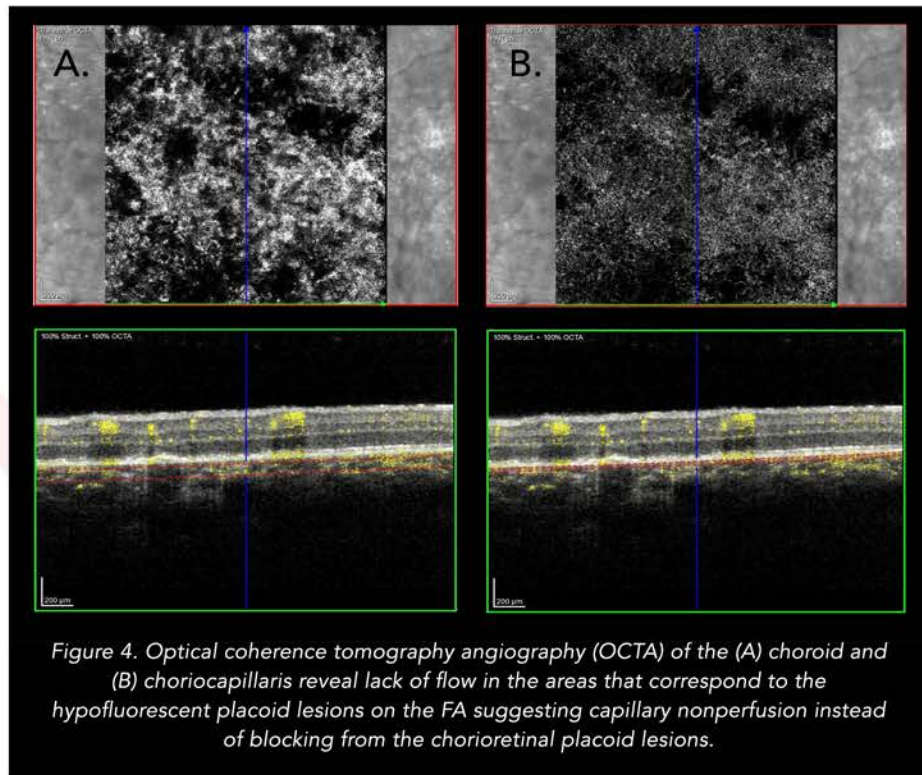 A.
B.
100% Struct. + 100% OCTA
100% Struct. + 100% OCTA
200 µm
200 µm
Figure 4. Optical coherence tomography angiography (OCTA) of the (A) choroid and
(B) choriocapillaris reveal lack of flow in the areas that correspond to the
hypofluorescent placoid lesions on the FA suggesting capillary nonperfusion instead
of blocking from the chorioretinal placoid lesions.